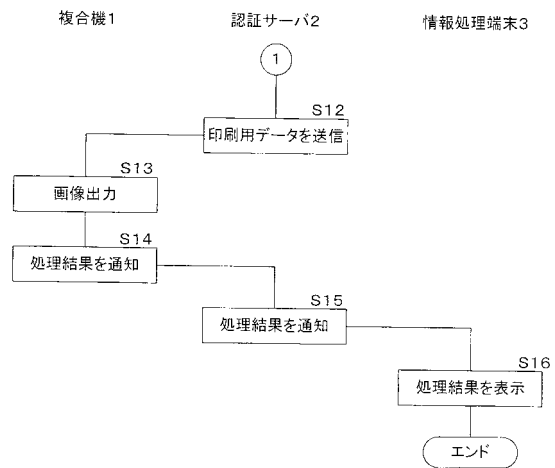 複合機1
認証サーバ2
情報処理端末3
1
S12
印刷用データを送信
S13
画像出力
S14
処理結果を通知
S15
処理結果を通知
S16
処理結果を表示
エンド